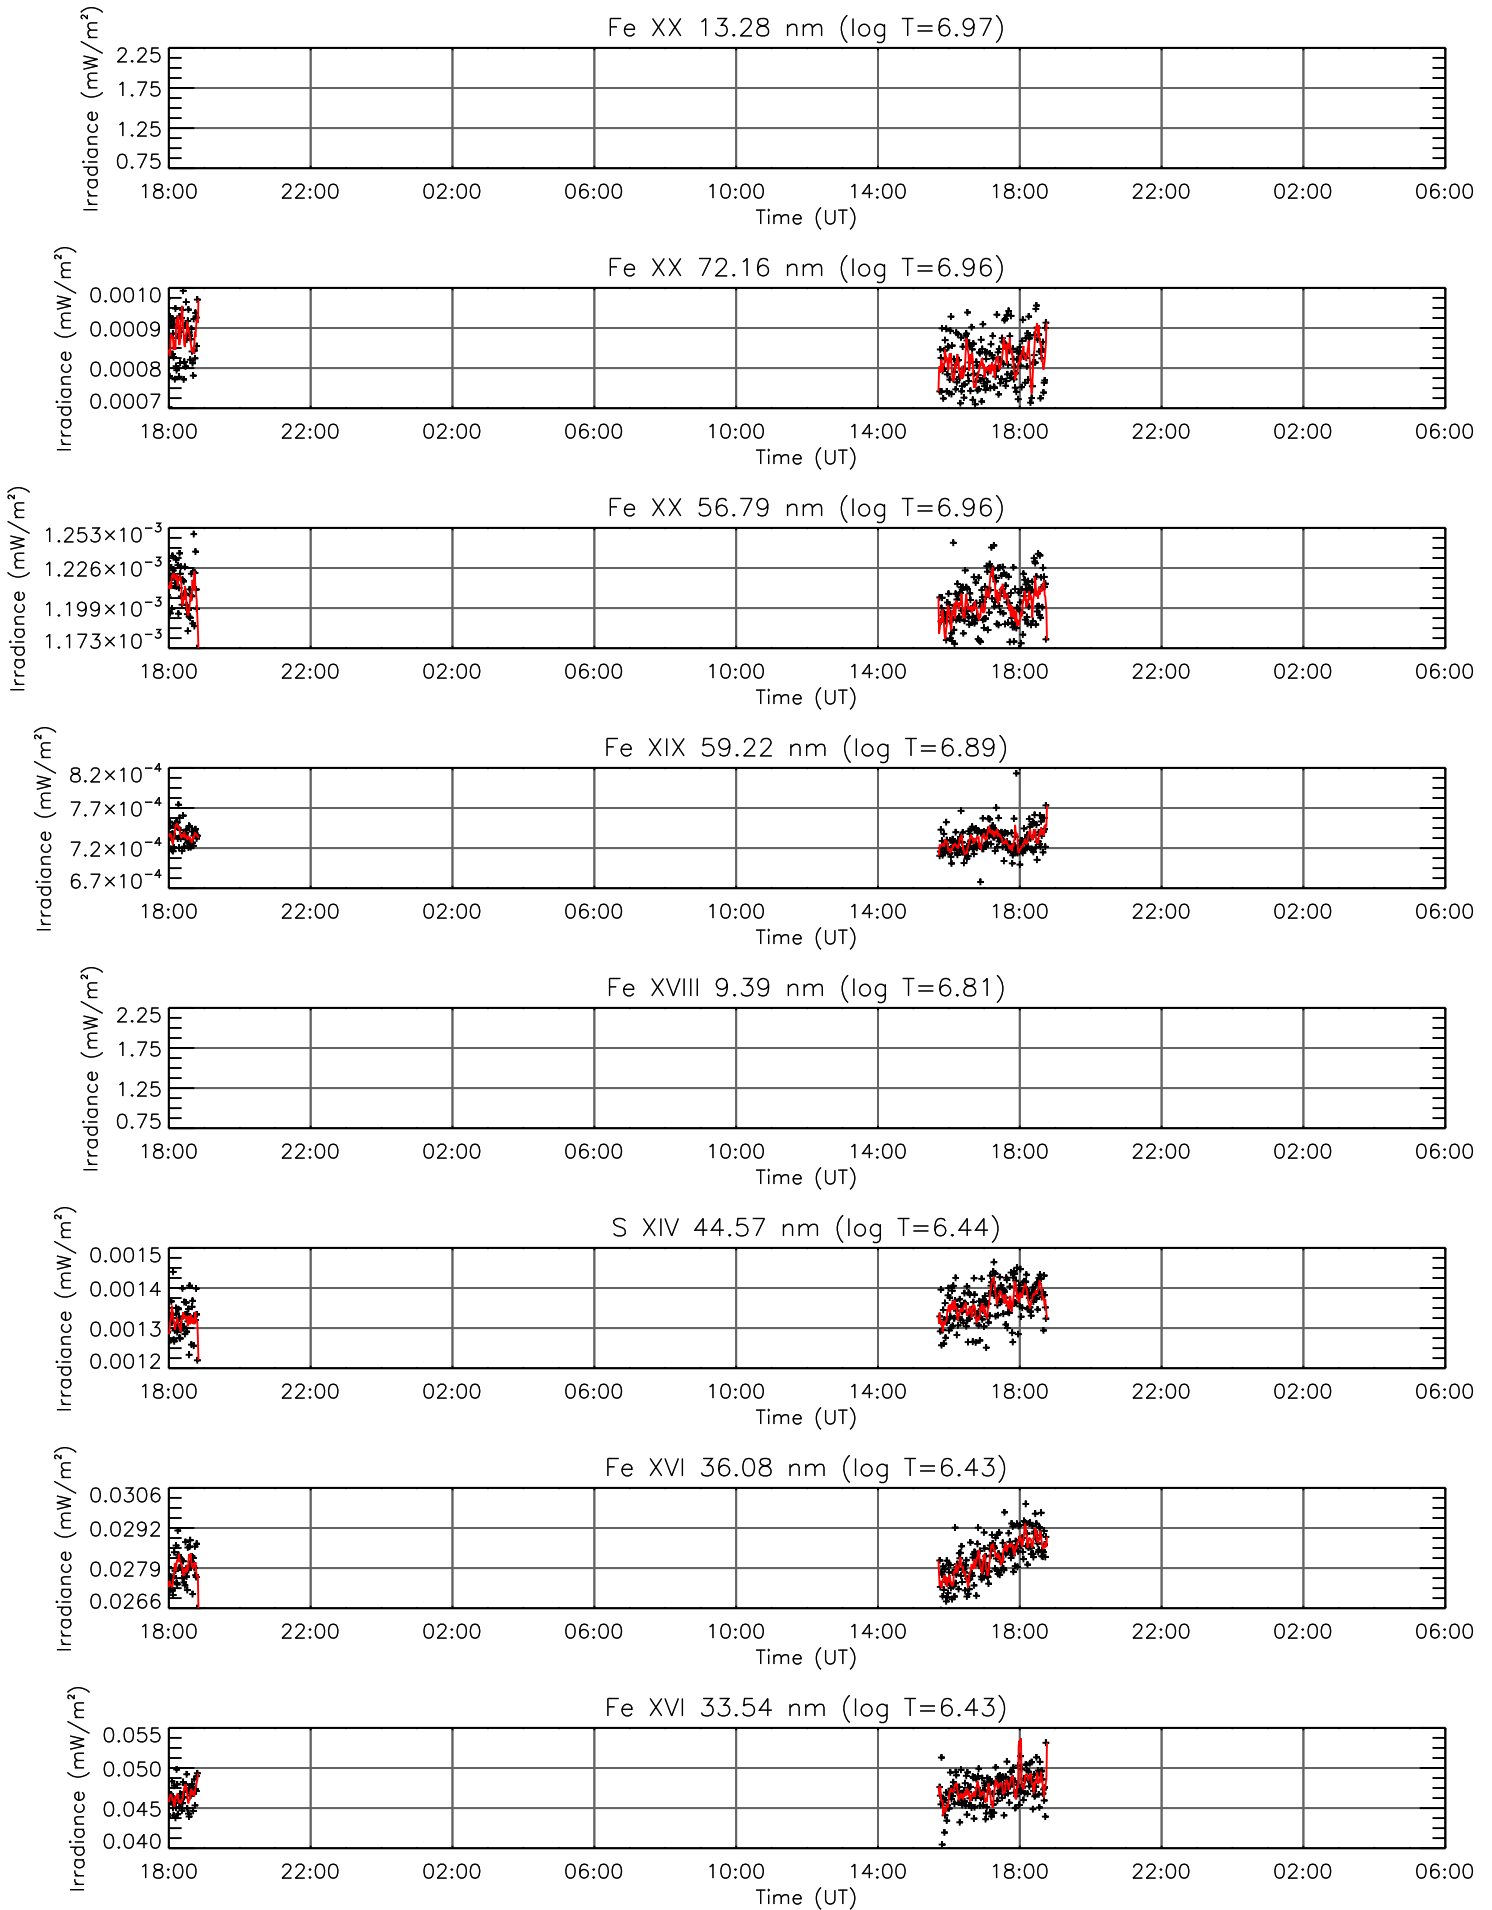 Fe XX 13.28 nm (log T=6.97)
Irradiance (mW/m²)
2.25
1.75
1.25
0.75
18:00 22:00 02:00 06:00 10:00 14:00 18:00 22:00 02:00 06:00
Time (UT)
Fe XX 72.16 nm (log T=6.96)
Irradiance (mW/m²)
0.0010
0.0009
0.0008
0.0007
18:00 22:00 02:00 06:00 10:00 14:00 18:00 22:00 02:00 06:00
Time (UT)
Fe XX 56.79 nm (log T=6.96)
Irradiance (mW/m²)
1.253×10⁻³
1.226×10⁻³
1.199×10⁻³
1.173×10⁻³
18:00 22:00 02:00 06:00 10:00 14:00 18:00 22:00 02:00 06:00
Time (UT)
Fe XIX 59.22 nm (log T=6.89)
Irradiance (mW/m²)
8.2×10⁻⁴
7.7×10⁻⁴
7.2×10⁻⁴
6.7×10⁻⁴
18:00 22:00 02:00 06:00 10:00 14:00 18:00 22:00 02:00 06:00
Time (UT)
Fe XVIII 9.39 nm (log T=6.81)
Irradiance (mW/m²)
2.25
1.75
1.25
0.75
18:00 22:00 02:00 06:00 10:00 14:00 18:00 22:00 02:00 06:00
Time (UT)
S XIV 44.57 nm (log T=6.44)
Irradiance (mW/m²)
0.0015
0.0014
0.0013
0.0012
18:00 22:00 02:00 06:00 10:00 14:00 18:00 22:00 02:00 06:00
Time (UT)
Fe XVI 36.08 nm (log T=6.43)
Irradiance (mW/m²)
0.0306
0.0292
0.0279
0.0266
18:00 22:00 02:00 06:00 10:00 14:00 18:00 22:00 02:00 06:00
Time (UT)
Fe XVI 33.54 nm (log T=6.43)
Irradiance (mW/m²)
0.055
0.050
0.045
0.040
18:00 22:00 02:00 06:00 10:00 14:00 18:00 22:00 02:00 06:00
Time (UT)